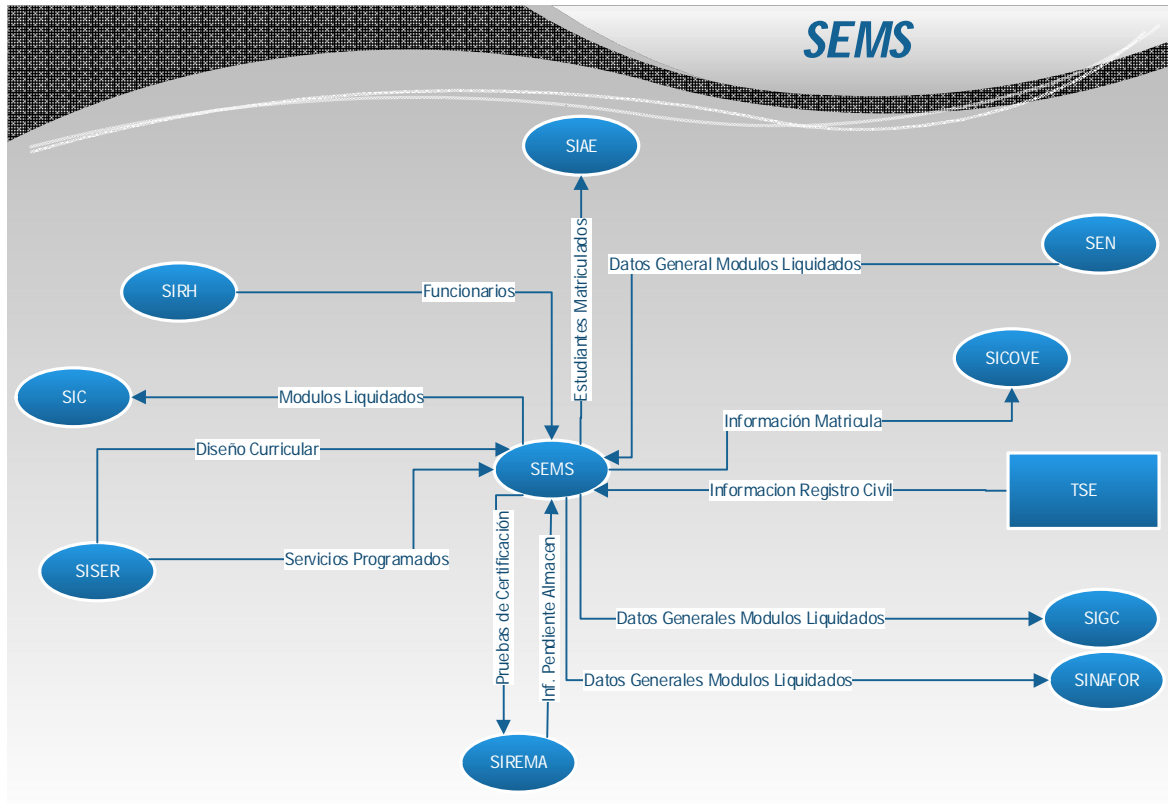 SEMS
SIAE
SEN
Datos General Modulos Liquidados
Estudiantes Matriculados
SIRH
Funcionarios
SICOVE
SIC
Modulos Liquidados
Información Matricula
Diseño Curricular
SEMS
Informacion Registro Civil
TSE
Servicios Programados
SISER
Pruebas de Certificación
Inf. Pendiente Almacen
Datos Generales Modulos Liquidados
SIGC
Datos Generales Modulos Liquidados
SINAFOR
SIREMA